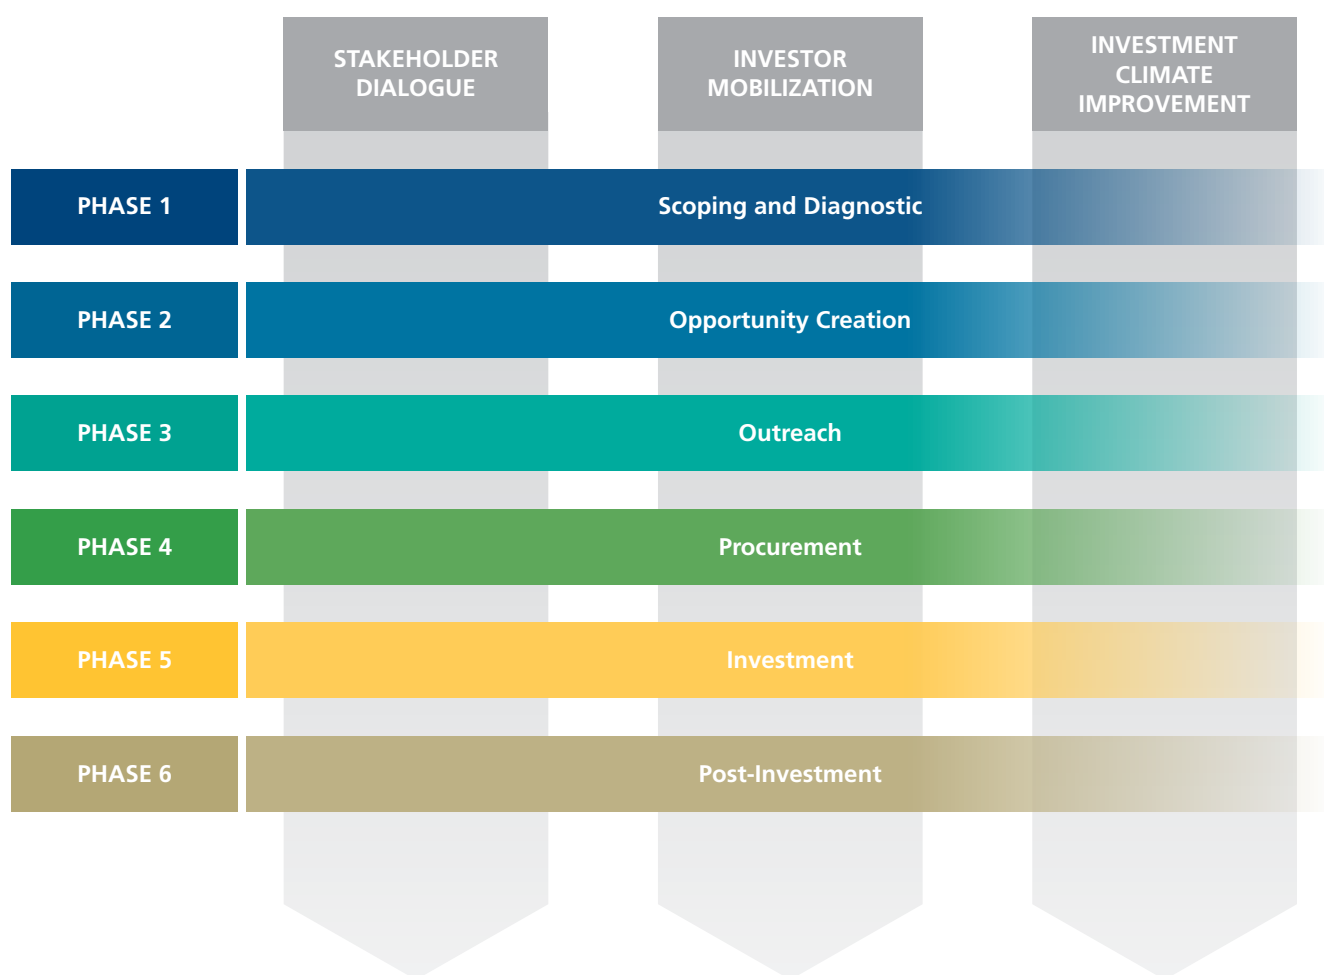 STAKEHOLDER
DIALOGUE
INVESTOR
MOBILIZATION
INVESTMENT
CLIMATE
IMPROVEMENT
PHASE 1
Scoping and Diagnostic
PHASE 2
Opportunity Creation
PHASE 3
Outreach
PHASE 4
Procurement
PHASE 5
Investment
PHASE 6
Post-Investment